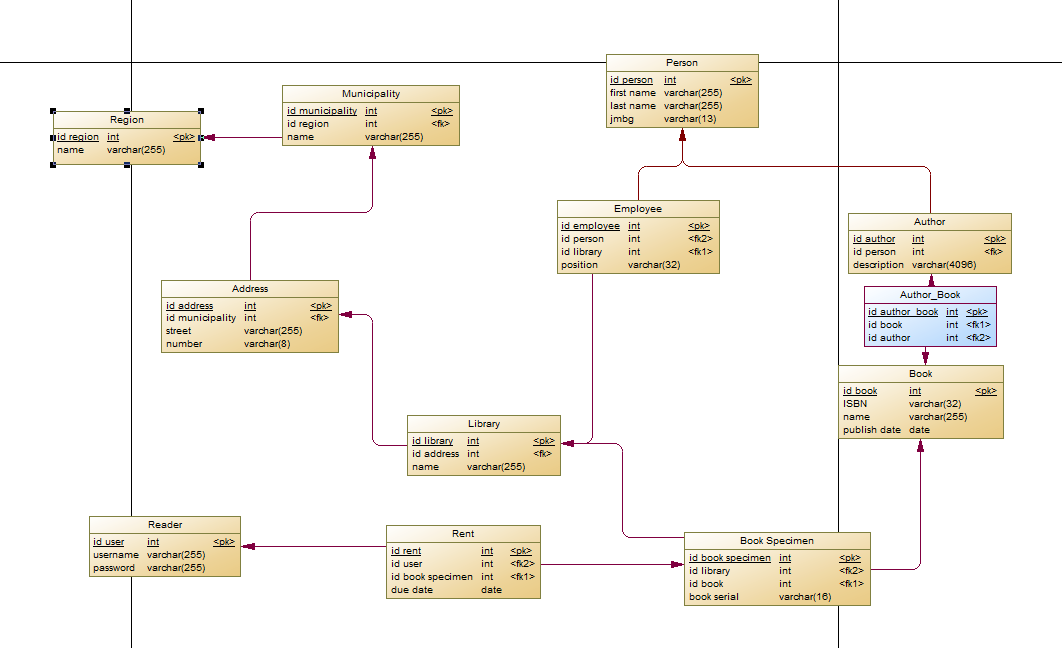 Person
id person int <pk>
first name varchar(255)
last name varchar(255)
jmbg varchar(13)
Municipality
id municipality int <pk>
id region int <fk>
name varchar(255)
Region
id region int <pk>
name varchar(255)
Employee
id employee int <pk>
id person int <fk2>
id library int <fk1>
position varchar(32)
Author
id author int <pk>
id person int <fk>
description varchar(4096)
Address
id address int <pk>
id municipality int <fk>
street varchar(255)
number varchar(8)
Author_Book
id author_book int <pk>
id book int <fk1>
id author int <fk2>
Book
id book int <pk>
ISBN varchar(32)
name varchar(255)
publish date date
Library
id library int <pk>
id address int <fk>
name varchar(255)
Reader
id user int <pk>
username varchar(255)
password varchar(255)
Rent
id rent int <pk>
id user int <fk2>
id book specimen int <fk1>
due date date
Book Specimen
id book specimen int <pk>
id library int <fk2>
id book int <fk1>
book serial varchar(16)